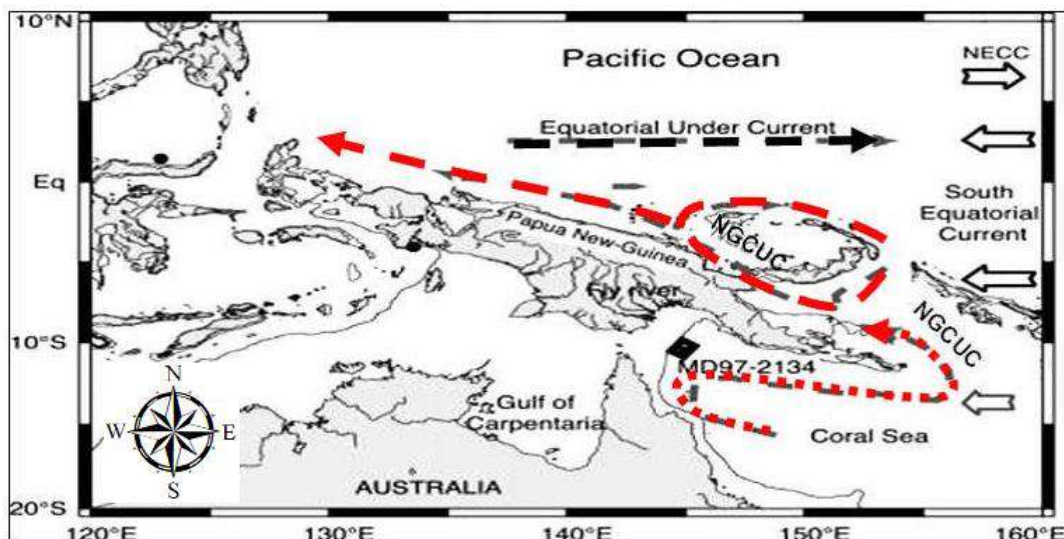 10°N
Pacific Ocean
NECC
Equatorial Under Current
Eq
South
Equatorial
Current
NGCUC
Papua New-Guinea
Fly river
NGCUC
10°S
MD97-2134
N
W E
S
Gulf of
Carpentaria
Coral Sea
AUSTRALIA
20°S
120°E 130°E 140°E 150°E 160°E